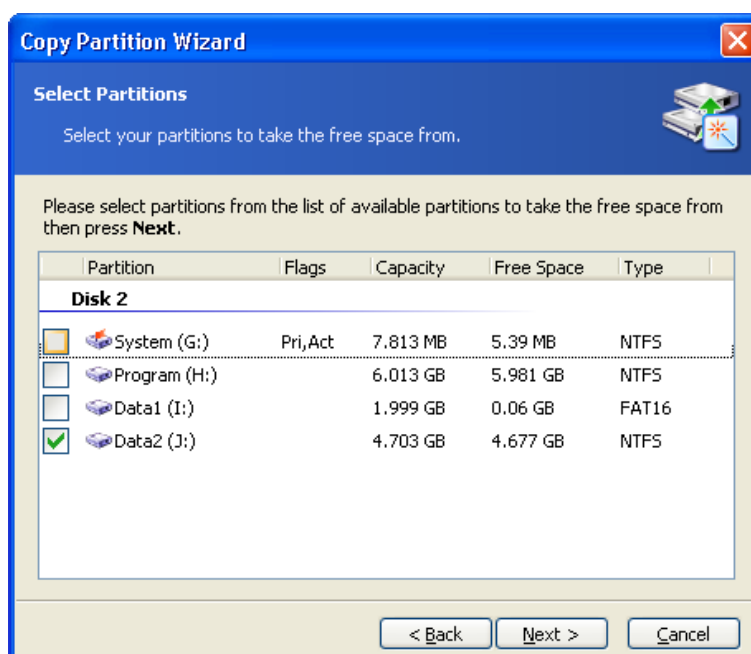 Copy Partition Wizard
Select Partitions
Select your partitions to take the free space from.
Please select partitions from the list of available partitions to take the free space from
then press Next.
Partition Flags Capacity Free Space Type
Disk 2
System (G:) Pri,Act 7.813 MB 5.39 MB NTFS
Program (H:) 6.013 GB 5.981 GB NTFS
Data1 (I:) 1.999 GB 0.06 GB FAT16
Data2 (J:) 4.703 GB 4.677 GB NTFS
< Back Next > Cancel